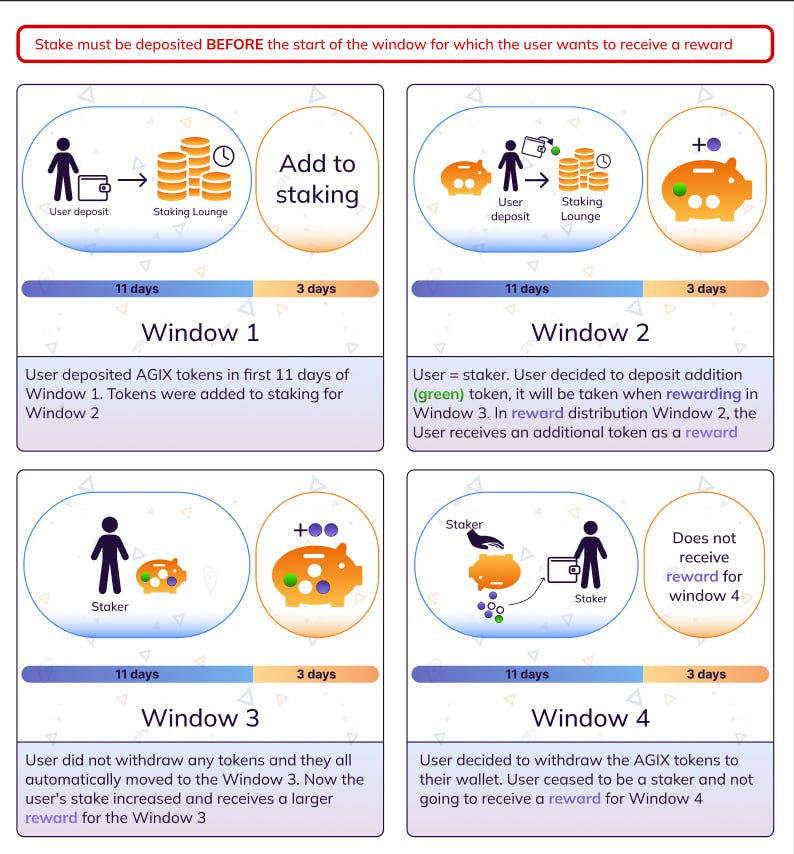 Stake must be deposited BEFORE the start of the window for which the user wants to receive a reward
User deposit
Staking Lounge
Add to
staking
11 days
3 days
Window 1
User deposited AGIX tokens in first 11 days of
Window 1. Tokens were added to staking for
Window 2
User
deposit
Staking
Lounge
+
11 days
3 days
Window 2
User = staker. User decided to deposit addition
(green) token, it will be taken when rewarding in
Window 3. In reward distribution Window 2, the
User receives an additional token as a reward
Staker
+
11 days
3 days
Window 3
User did not withdraw any tokens and they all
automatically moved to the Window 3. Now the
user's stake increased and receives a larger
reward for the Window 3
Staker
Staker
Does not
receive
reward for
window 4
11 days
3 days
Window 4
User decided to withdraw the AGIX tokens to
their wallet. User ceased to be a staker and not
going to receive a reward for Window 4